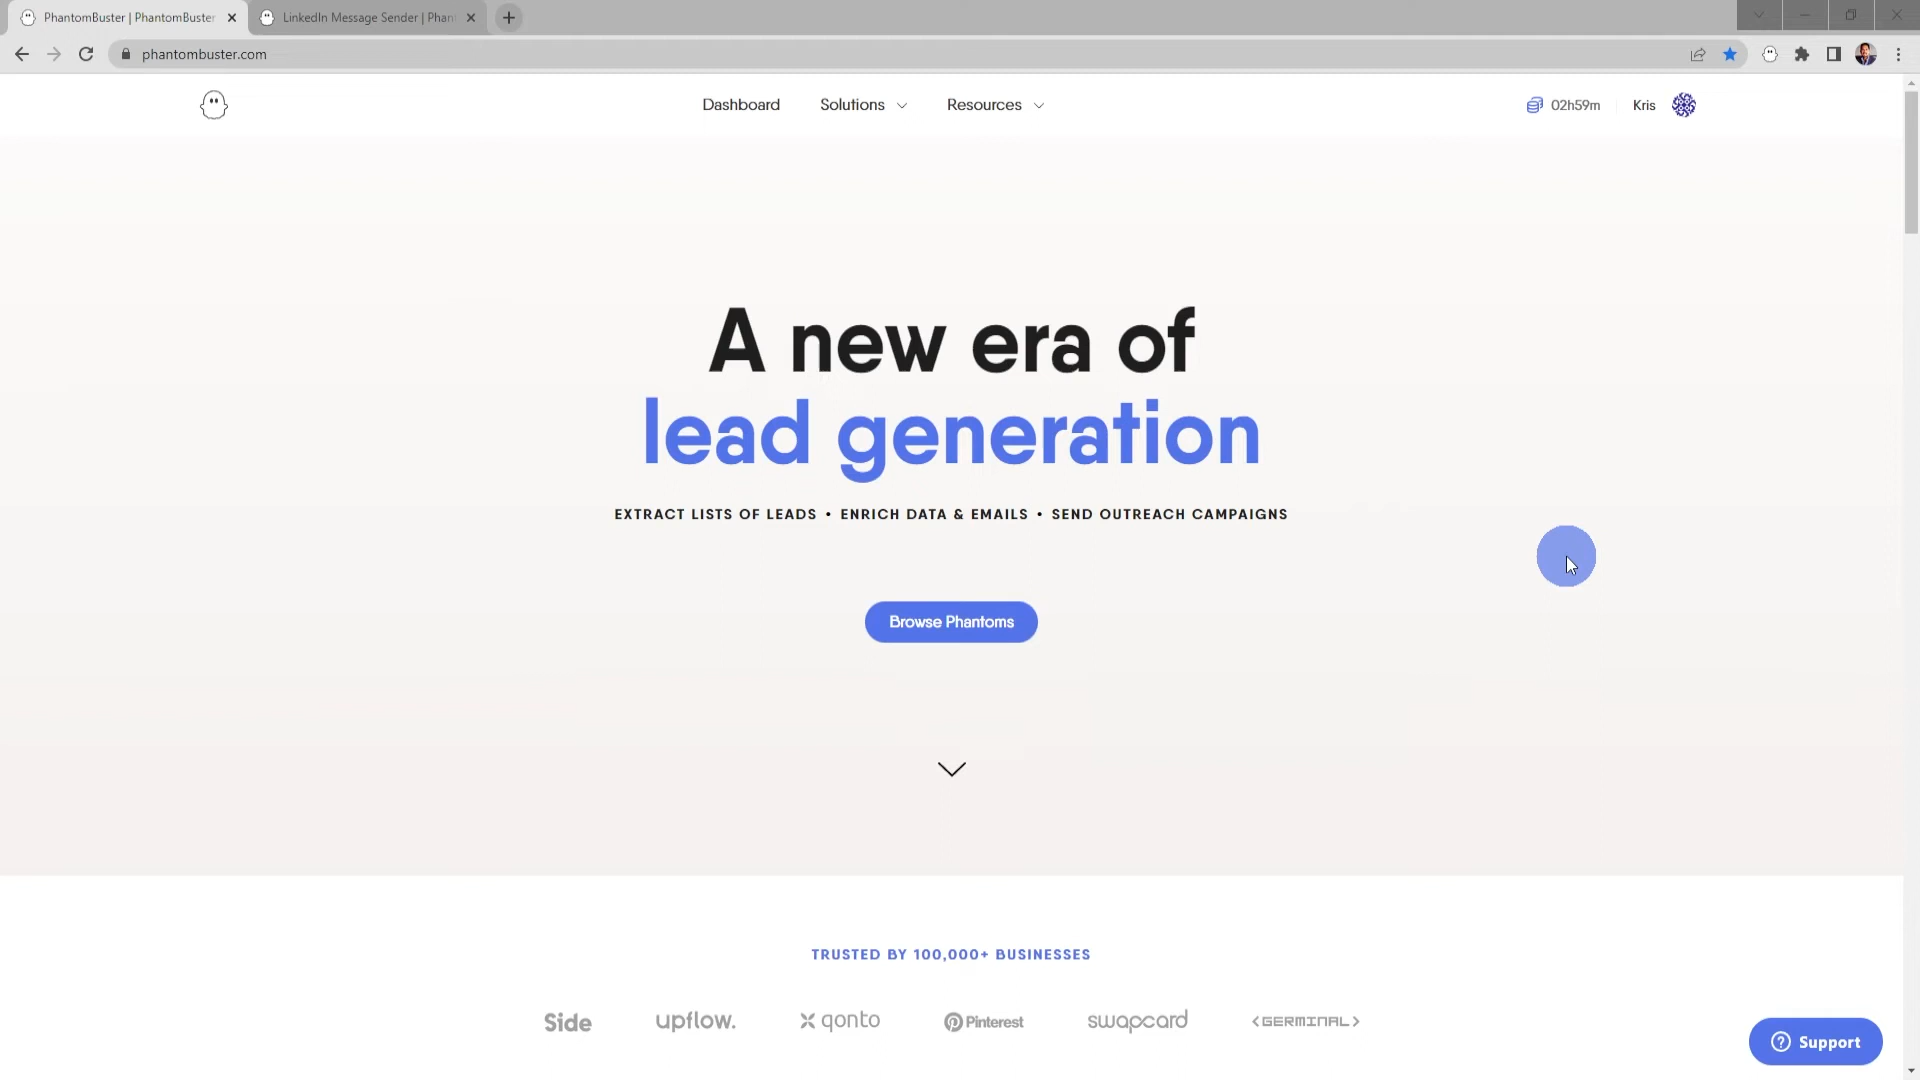 PhantomBuster | PhantomBuster
LinkedIn Message Sender | Phan
phantombuster.com
Dashboard
Solutions
Resources
02h59m
Kris
A new era of
lead generation
EXTRACT LISTS OF LEADS • ENRICH DATA & EMAILS • SEND OUTREACH CAMPAIGNS
Browse Phantoms
TRUSTED BY 100,000+ BUSINESSES
Side
upflow.
qonto
Pinterest
swapcard
<GERMINAL>
Support